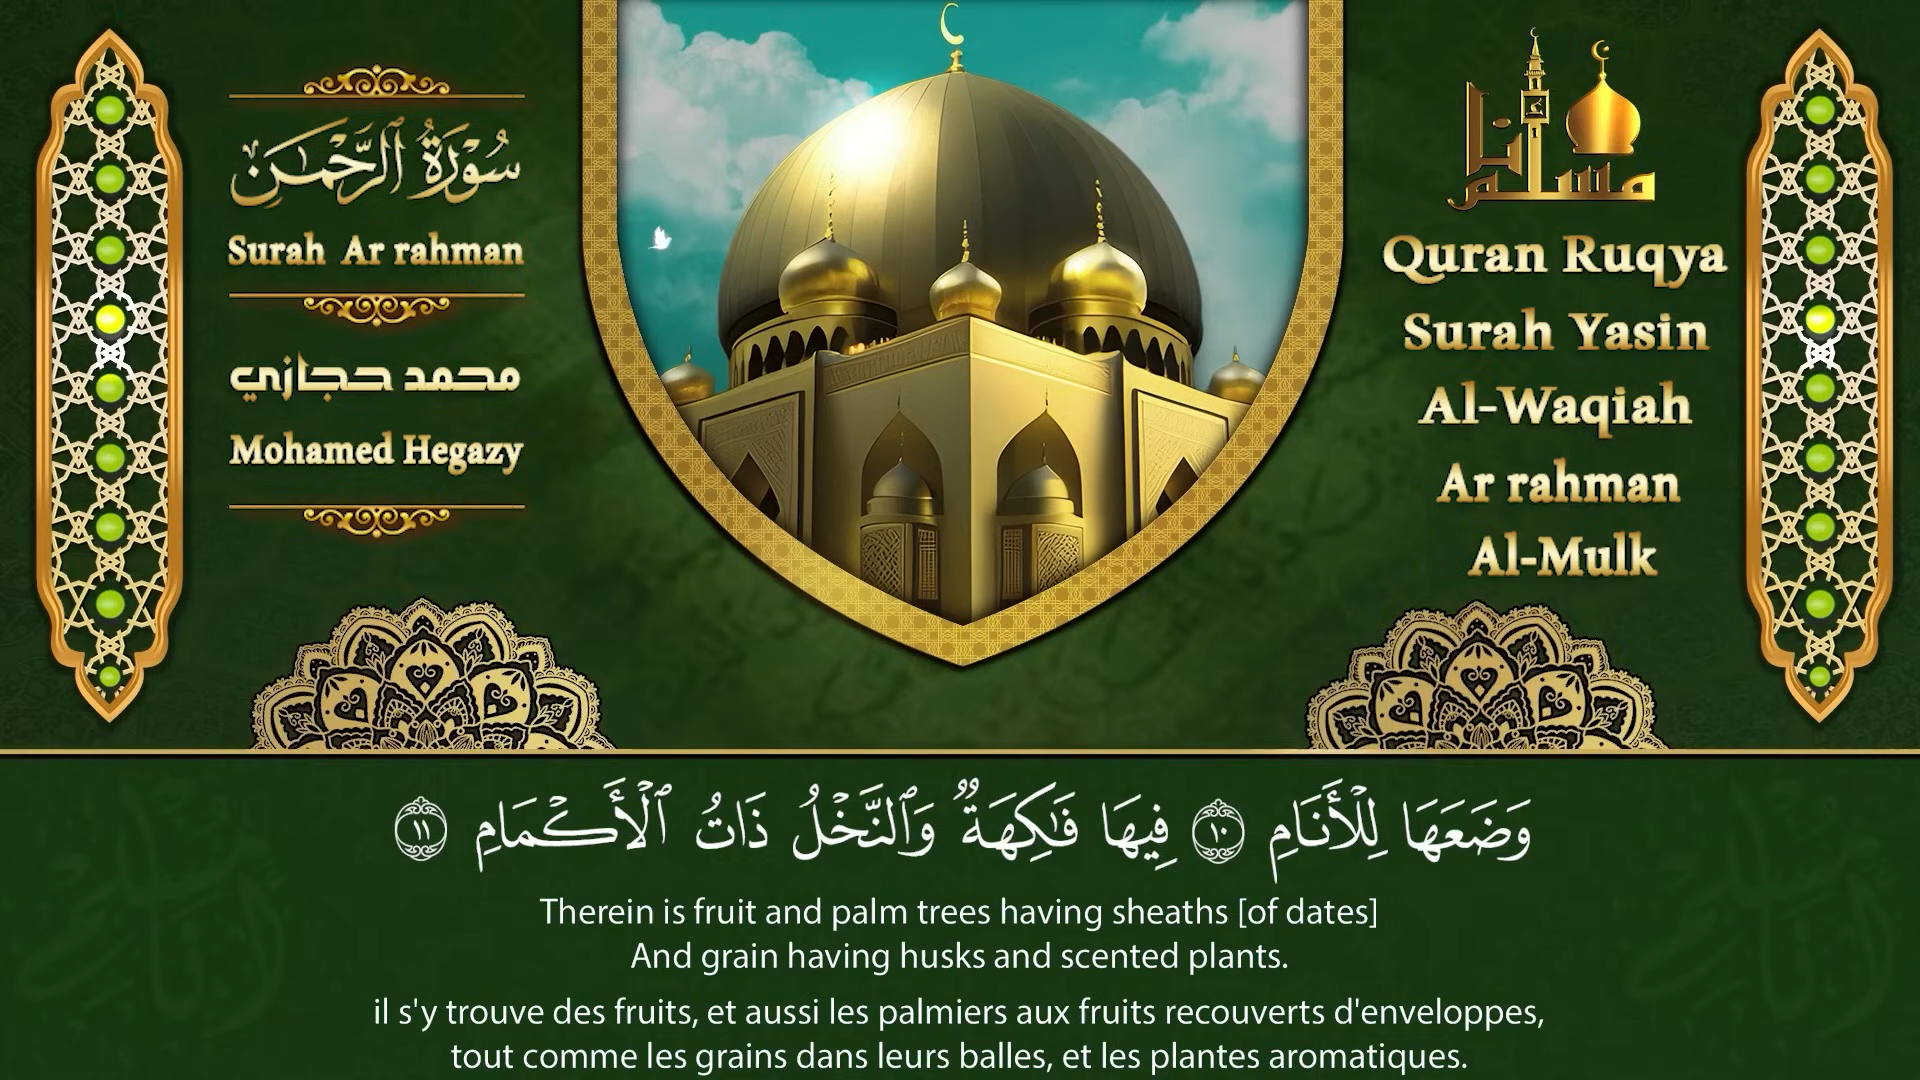 سُورَةُ الرَّحْمَٰن
Surah Ar rahman
محمد حجازي
Mohamed Hegazy
أنا مسلم
Quran Ruqya
Surah Yasin
Al-Waqiah
Ar rahman
Al-Mulk
وَضَعَهَا لِلْأَنَامِ ١٠ فِيهَا فَٰكِهَةٌ وَٱلنَّخْلُ ذَاتُ ٱلْأَكْمَامِ ١١
Therein is fruit and palm trees having sheaths [of dates]
And grain having husks and scented plants.
il s'y trouve des fruits, et aussi les palmiers aux fruits recouverts d'enveloppes,
tout comme les grains dans leurs balles, et les plantes aromatiques.